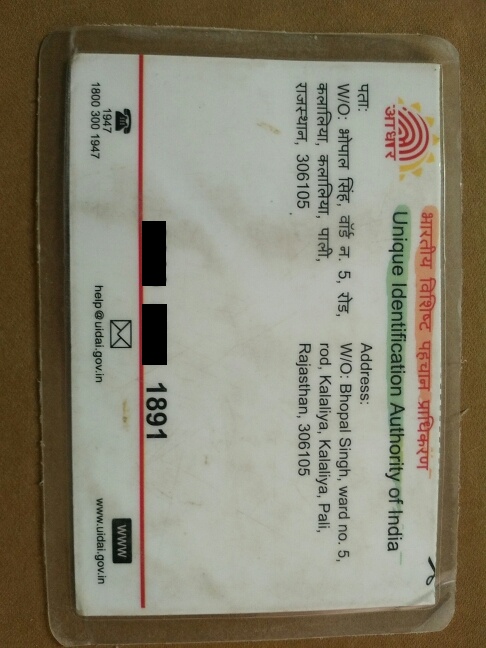 भारतीय विशिष्ट पहचान प्राधिकरण
Unique Identification Authority of India
आधार
पता:
W/O: भोपाल सिंह, वॉर्ड न. 5, रोड,
कलालिया, कलालिया, पाली,
राजस्थान, 306105
Address:
W/O: Bhopal Singh, ward no. 5,
rod, Kalaliya, Kalaliya, Pali,
Rajasthan, 306105
1891
1947
1800 300 1947
help@uidai.gov.in
www
www.uidai.gov.in